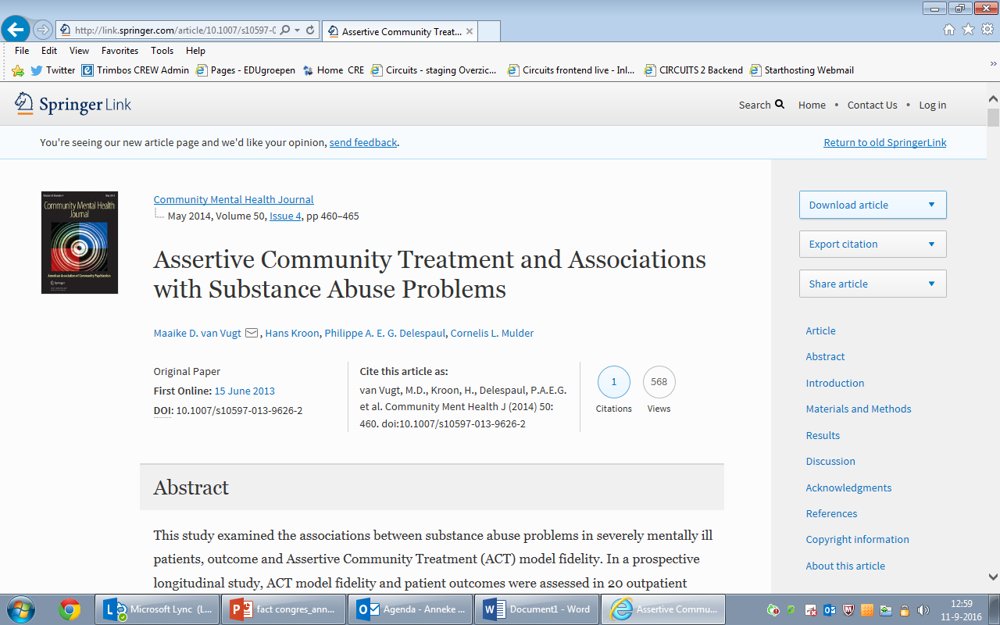 http://link.springer.com/article/10.1007/s10597-0
Assertive Community Treat...
File Edit View Favorites Tools Help
Twitter Trimbos CREW Admin Pages - EDUgroepen Home CRE Circuits - staging Overzic... Circuits frontend live - Inl... CIRCUITS 2 Backend Starthosting Webmail
Springer Link
Search Home • Contact Us • Log in
You're seeing our new article page and we'd like your opinion, send feedback.
Return to old SpringerLink
Community Mental Health
Journal
American Association of Community Psychiatrists
Springer
Community Mental Health Journal
May 2014, Volume 50, Issue 4, pp 460–465
Assertive Community Treatment and Associations
with Substance Abuse Problems
Maaike D. van Vugt , Hans Kroon, Philippe A. E. G. Delespaul, Cornelis L. Mulder
Original Paper
First Online: 15 June 2013
DOI: 10.1007/s10597-013-9626-2
Cite this article as:
van Vugt, M.D., Kroon, H., Delespaul, P.A.E.G.
et al. Community Ment Health J (2014) 50:
460. doi:10.1007/s10597-013-9626-2
1
Citations
568
Views
Abstract
This study examined the associations between substance abuse problems in severely mentally ill
patients, outcome and Assertive Community Treatment (ACT) model fidelity. In a prospective
longitudinal study, ACT model fidelity and patient outcomes were assessed in 20 outpatient
Download article
Export citation
Share article
Article
Abstract
Introduction
Materials and Methods
Results
Discussion
Acknowledgments
References
Copyright information
About this article
Microsoft Lync (L... fact congres_ann... Agenda - Anneke ... Document1 - Word Assertive Commu...
12:59
11-9-2016